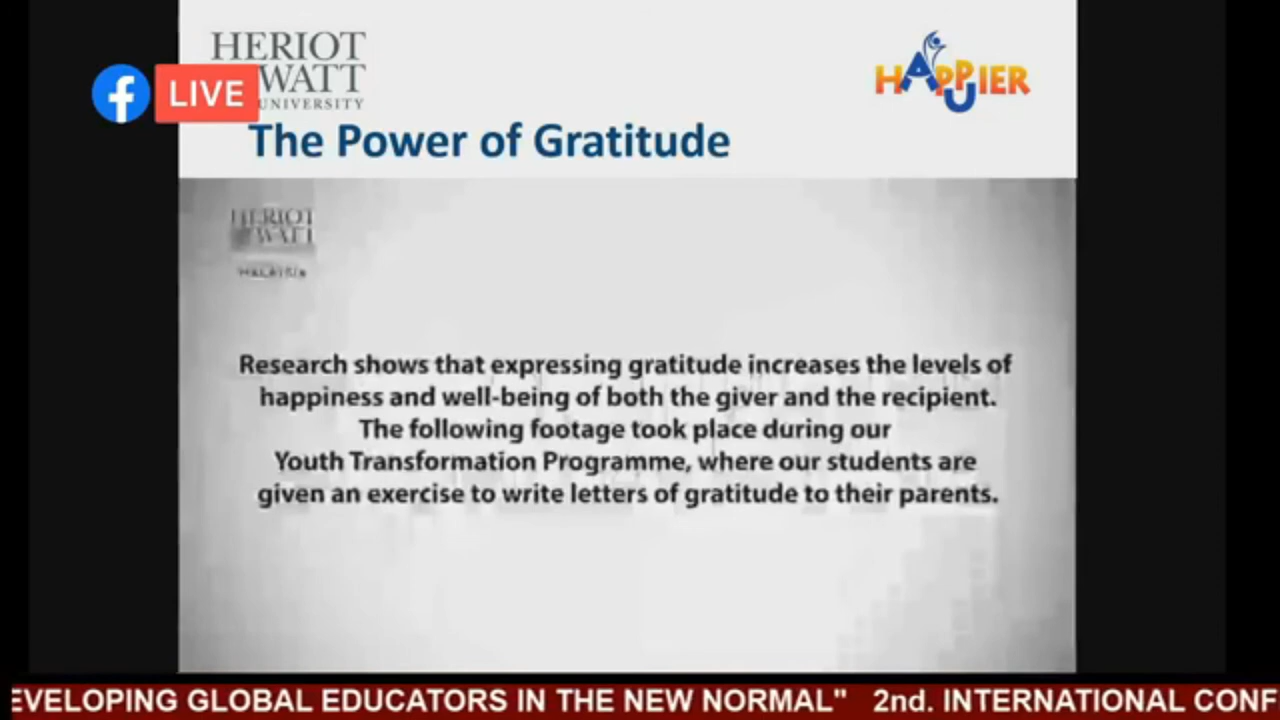 HERIOT
WATT
UNIVERSITY
f LIVE
HAPPIER
The Power of Gratitude
HERIOT
WATT
MALAYSIA
Research shows that expressing gratitude increases the levels of
happiness and well-being of both the giver and the recipient.
The following footage took place during our
Youth Transformation Programme, where our students are
given an exercise to write letters of gratitude to their parents.
EVELOPING GLOBAL EDUCATORS IN THE NEW NORMAL" 2nd. INTERNATIONAL CONF